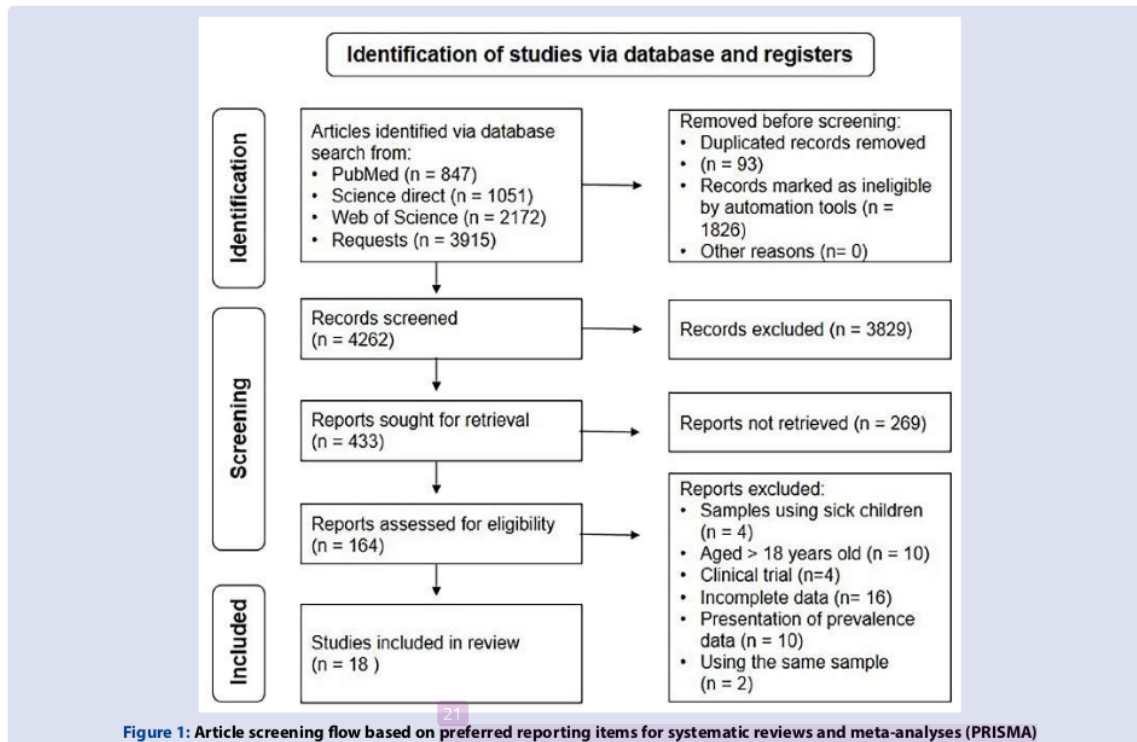 Identification of studies via database and registers
Identification
Articles identified via database
search from:
• PubMed (n = 847)
• Science direct (n = 1051)
• Web of Science (n = 2172)
• Requests (n = 3915)
Removed before screening:
• Duplicated records removed
• (n = 93)
• Records marked as ineligible
by automation tools (n =
1826)
• Other reasons (n= 0)
Screening
Records screened
(n = 4262)
Records excluded (n = 3829)
Reports sought for retrieval
(n = 433)
Reports not retrieved (n = 269)
Reports assessed for eligibility
(n = 164)
Reports excluded:
• Samples using sick children
(n = 4)
• Aged > 18 years old (n = 10)
• Clinical trial (n=4)
• Incomplete data (n= 16)
• Presentation of prevalence
data (n = 10)
• Using the same sample
(n = 2)
Included
Studies included in review
(n = 18 )
21
Figure 1: Article screening flow based on preferred reporting items for systematic reviews and meta-analyses (PRISMA)